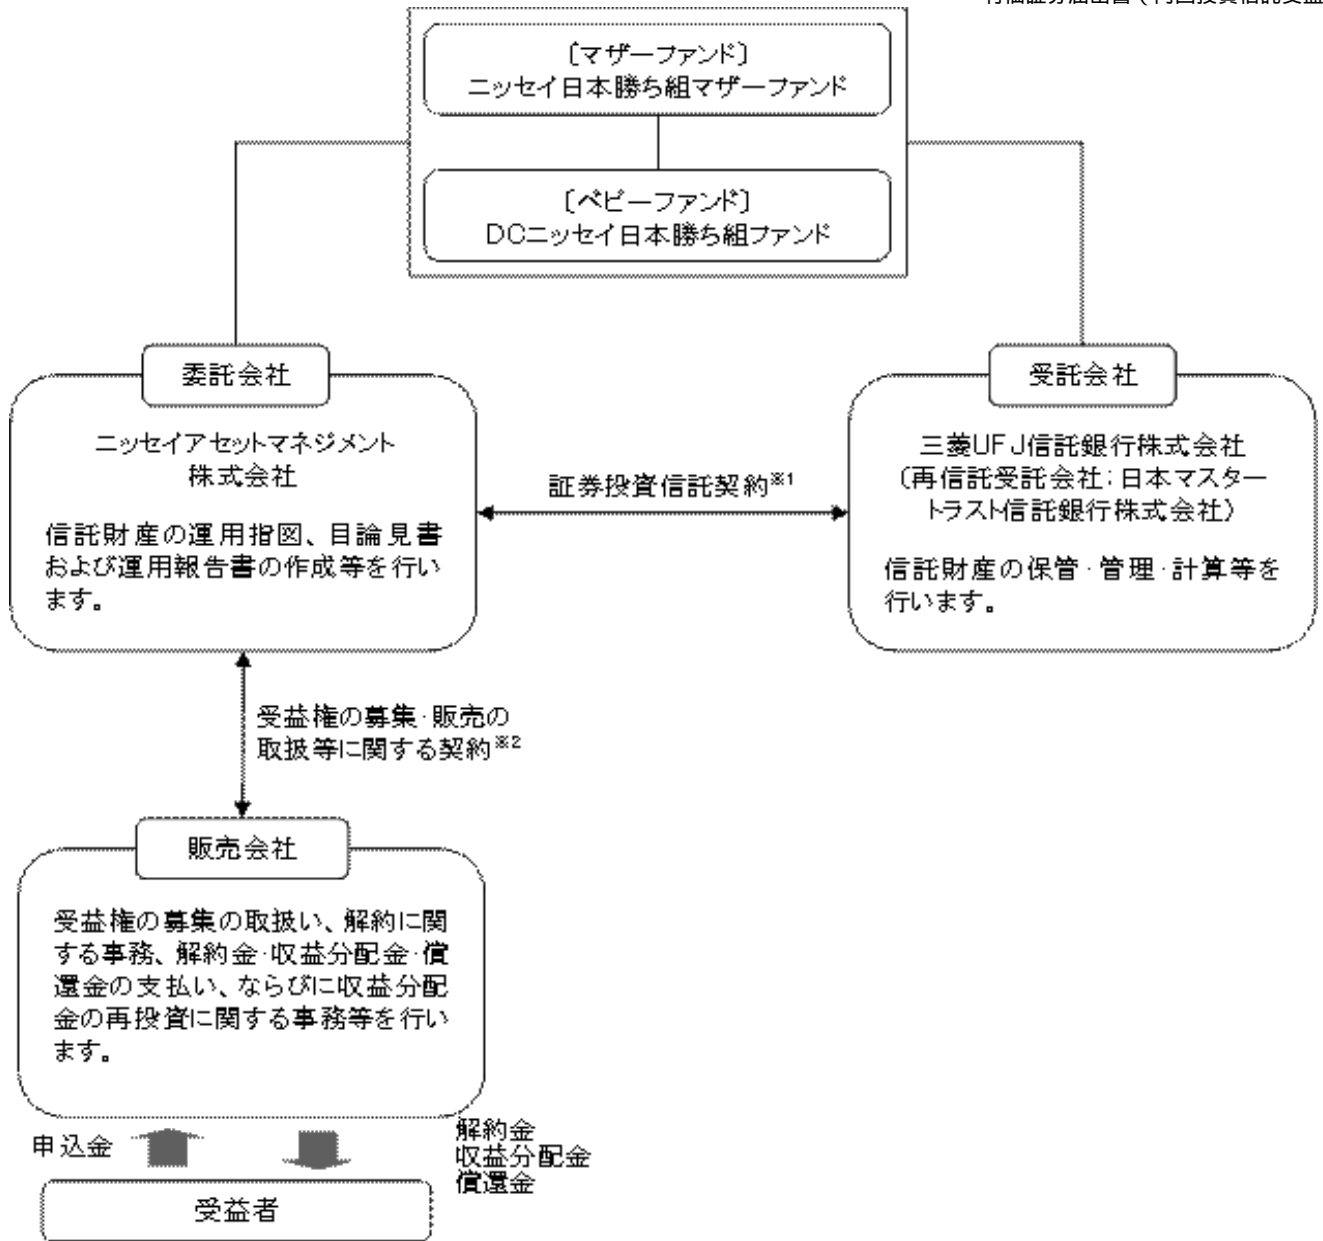 〔マザーファンド〕
ニッセイ日本勝ち組マザーファンド
〔ベビーファンド〕
DCニッセイ日本勝ち組ファンド
委託会社
ニッセイアセットマネジメント
株式会社
信託財産の運用指図、目論見書
および運用報告書の作成等を行い
ます。
証券投資信託契約※1
受託会社
三菱UFJ信託銀行株式会社
(再信託受託会社:日本マスター
トラスト信託銀行株式会社)
信託財産の保管・管理・計算等を
行います。
受益権の募集・販売の
取扱等に関する契約※2
販売会社
受益権の募集の取扱い、解約に関
する事務、解約金・収益分配金・償
還金の支払い、ならびに収益分配
金の再投資に関する事務等を行い
ます。
申込金
解約金
収益分配金
償還金
受益者